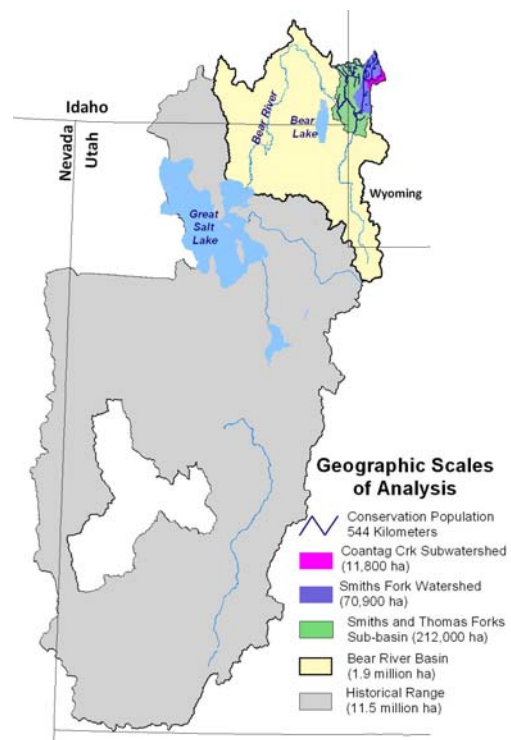 Idaho
Nevada
Utah
Bear River
Bear
Lake
Wyoming
Great
Salt
Lake
Geographic Scales
of Analysis
Conservation Population
544 Kilometers
Coantag Crk Subwatershed
(11,800 ha)
Smiths Fork Watershed
(70,900 ha)
Smiths and Thomas Forks
Sub-basin (212,000 ha)
Bear River Basin
(1.9 million ha)
Historical Range
(11.5 million ha)